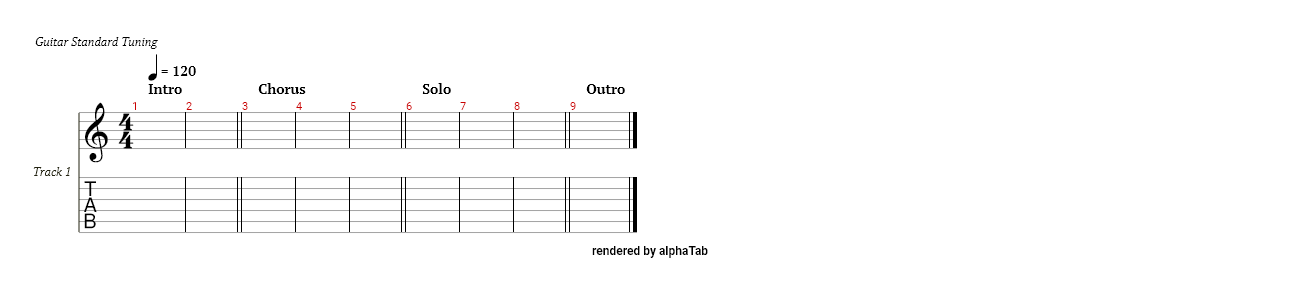 Guitar Standard Tuning
= 120
Intro Chorus Solo Outro
1 2 3 4 5 6 7 8 9
4
4
Track 1
T
A
B
rendered by alphaTab